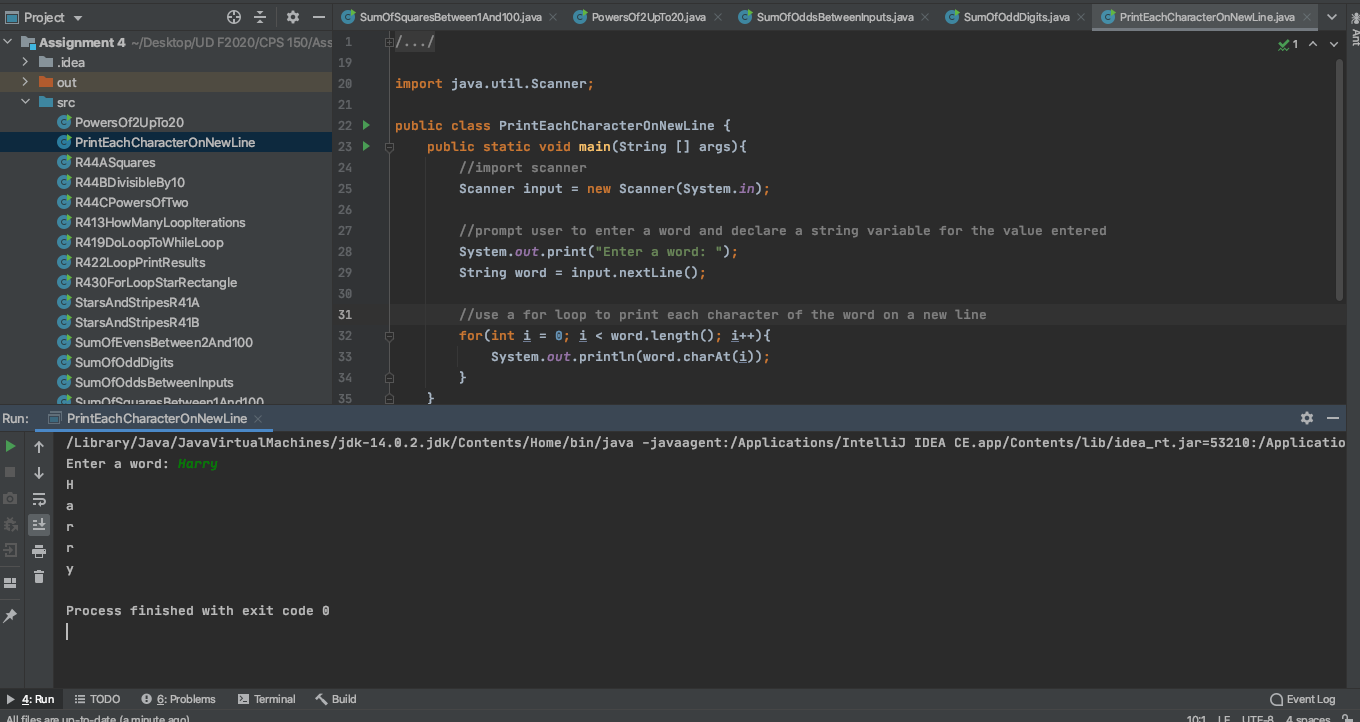 Project
SumOfSquaresBetween1And100.java
PowersOf2UpTo20.java
SumOfOddsBetweenInputs.java
SumOfOddDigits.java
PrintEachCharacterOnNewLine.java
Ant
Assignment 4 ~/Desktop/UD F2020/CPS 150/Ass
.idea
out
src
PowersOf2UpTo20
PrintEachCharacterOnNewLine
R44ASquares
R44BDivisibleBy10
R44CPowersOfTwo
R413HowManyLoopIterations
R419DoLoopToWhileLoop
R422LoopPrintResults
R430ForLoopStarRectangle
StarsAndStripesR41A
StarsAndStripesR41B
SumOfEvensBetween2And100
SumOfOddDigits
SumOfOddsBetweenInputs
SumOfSquaresBetween1And100
1 /.../
1
19
20 import java.util.Scanner;
21
22 public class PrintEachCharacterOnNewLine {
23 public static void main(String [] args){
24 //import scanner
25 Scanner input = new Scanner(System.in);
26
27 //prompt user to enter a word and declare a string variable for the value entered
28 System.out.print("Enter a word: ");
29 String word = input.nextLine();
30
31 //use a for loop to print each character of the word on a new line
32 for(int i = 0; i < word.length(); i++){
33 System.out.println(word.charAt(i));
34 }
35 }
Run: PrintEachCharacterOnNewLine
/Library/Java/JavaVirtualMachines/jdk-14.0.2.jdk/Contents/Home/bin/java -javaagent:/Applications/IntelliJ IDEA CE.app/Contents/lib/idea_rt.jar=53210:/Applicatio
Enter a word: Harry
H
a
r
r
y
Process finished with exit code 0
4: Run TODO 6: Problems Terminal Build Event Log
All files are up-to-date (a minute ago) 10:1 LF UTF-8 4 spaces